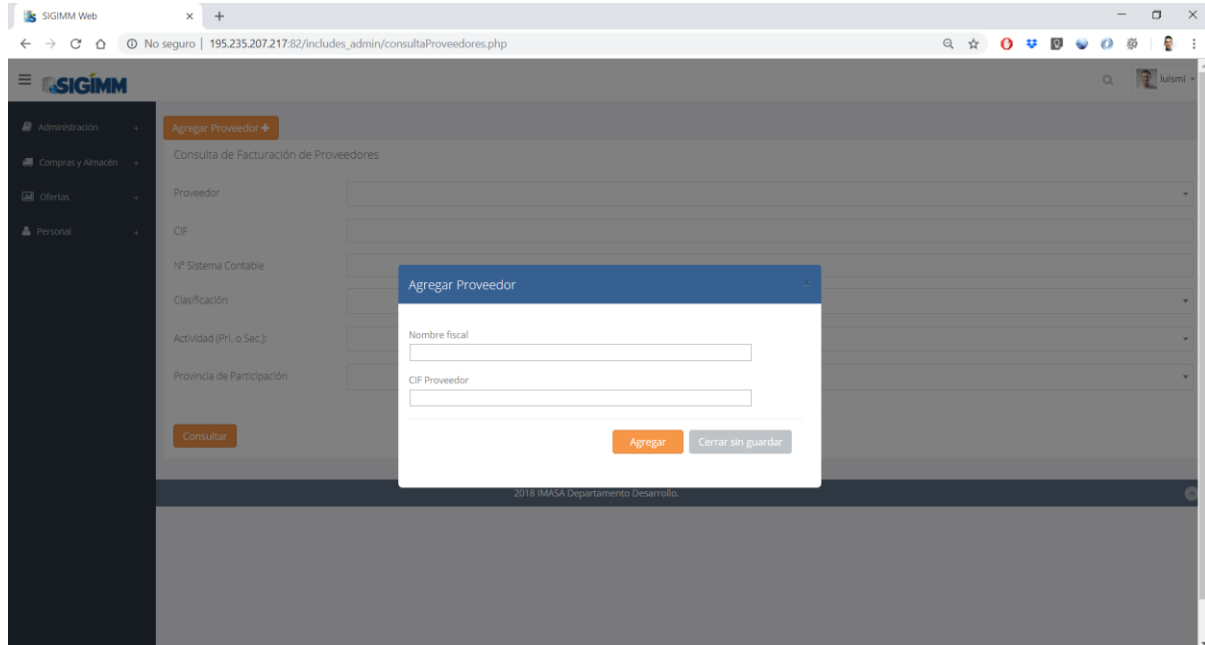 SIGIMM Web
No seguro | 195.235.207.217:82/includes_admin/consultaProveedores.php
SIGIMM
luismi
Administración +
Compras y Almacén +
Ofertas +
Personal +
Agregar Proveedor +
Consulta de Facturación de Proveedores
Proveedor
CIF
Nº Sistema Contable
Clasificación
Actividad (Pri. o Sec.):
Provincia de Participación
Consultar
Agregar Proveedor ×
Nombre fiscal
CIF Proveedor
Agregar Cerrar sin guardar
2018 IMASA Departamento Desarrollo.